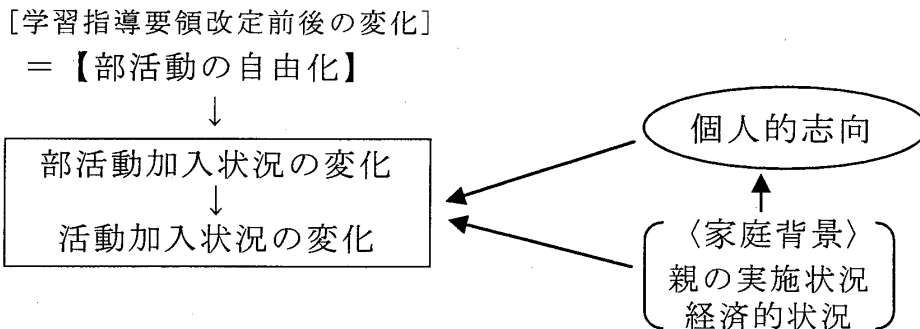 ［学習指導要領改定前後の変化］
＝【部活動の自由化】
↓
部活動加入状況の変化
↓
活動加入状況の変化
個人的志向
〈家庭背景〉
親の実施状況
経済的状況